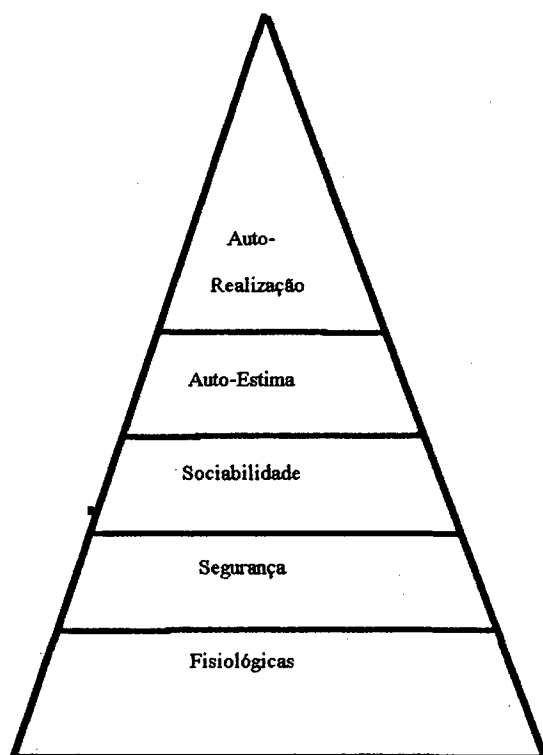 Auto-
Realização
Auto-Estima
Sociabilidade
Segurança
Fisiológicas